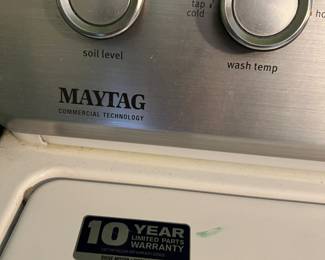 tap
cold
ho
soil level
wash temp
MAYTAG
COMMERCIAL TECHNOLOGY
10 YEAR
LIMITED PARTS
WARRANTY